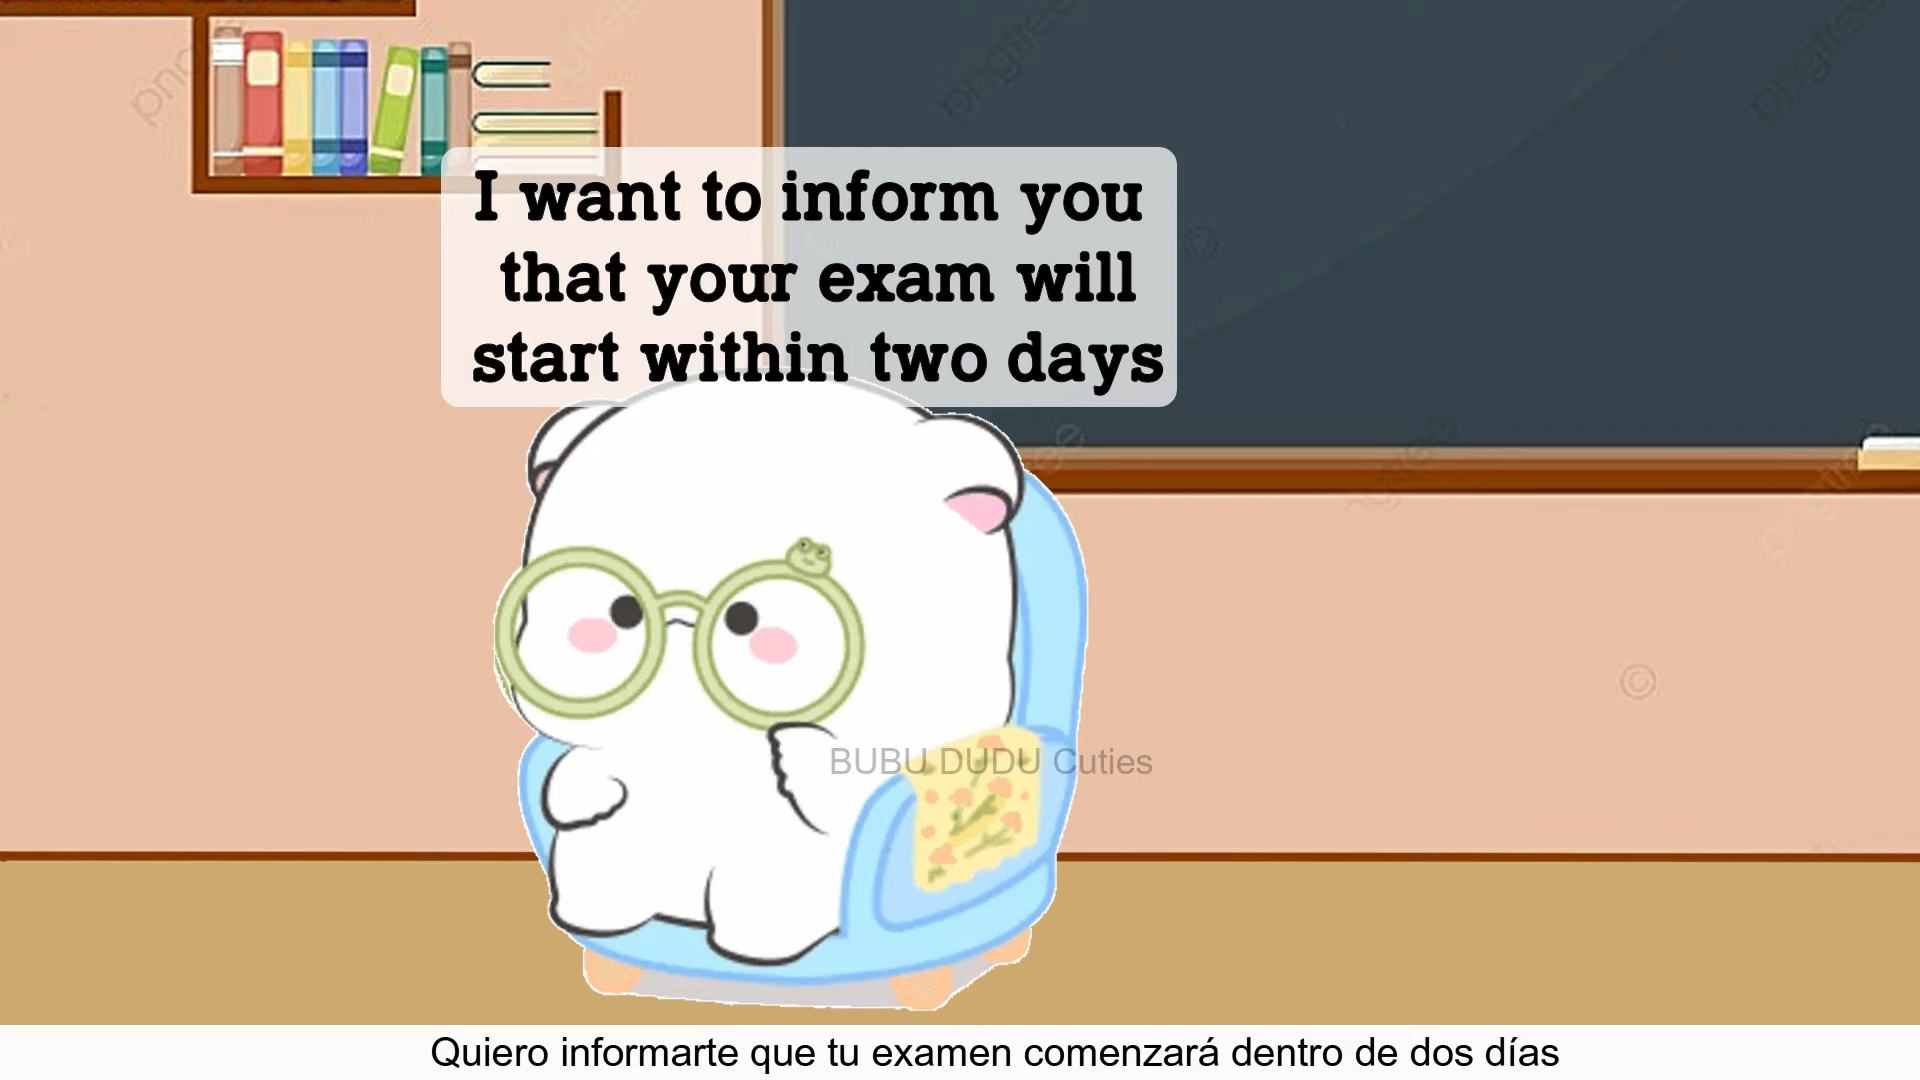 I want to inform you
that your exam will
start within two days
BUBU DUDU Cuties
Quiero informarte que tu examen comenzará dentro de dos días